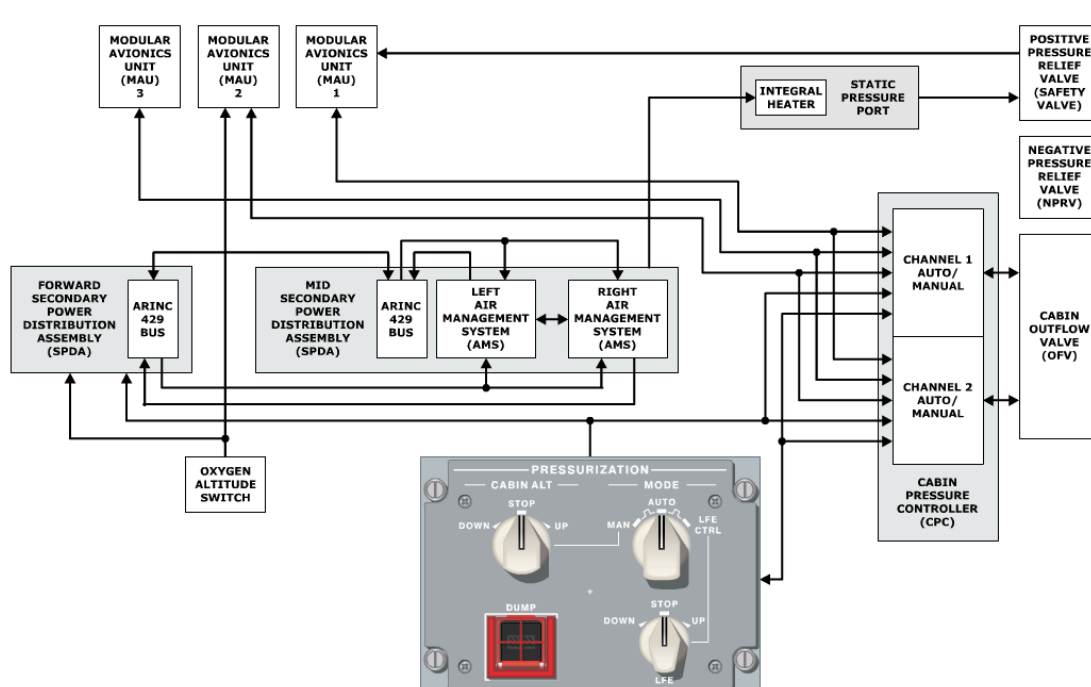 MODULAR
AVIONICS
UNIT
(MAU)
3
MODULAR
AVIONICS
UNIT
(MAU)
2
MODULAR
AVIONICS
UNIT
(MAU)
1
POSITIVE
PRESSURE
RELIEF
VALVE
(SAFETY
VALVE)
INTEGRAL
HEATER
STATIC
PRESSURE
PORT
NEGATIVE
PRESSURE
RELIEF
VALVE
(NPRV)
FORWARD
SECONDARY
POWER
DISTRIBUTION
ASSEMBLY
(SPDA)
ARINC
429
BUS
MID
SECONDARY
POWER
DISTRIBUTION
ASSEMBLY
(SPDA)
ARINC
429
BUS
LEFT
AIR
MANAGEMENT
SYSTEM
(AMS)
RIGHT
AIR
MANAGEMENT
SYSTEM
(AMS)
CHANNEL 1
AUTO/
MANUAL
CHANNEL 2
AUTO/
MANUAL
CABIN
PRESSURE
CONTROLLER
(CPC)
CABIN
OUTFLOW
VALVE
(OFV)
OXYGEN
ALTITUDE
SWITCH
PRESSURIZATION
CABIN ALT
MODE
STOP
DOWN
UP
AUTO
MAN
LFE
CTRL
DUMP
STOP
DOWN
UP
LFE